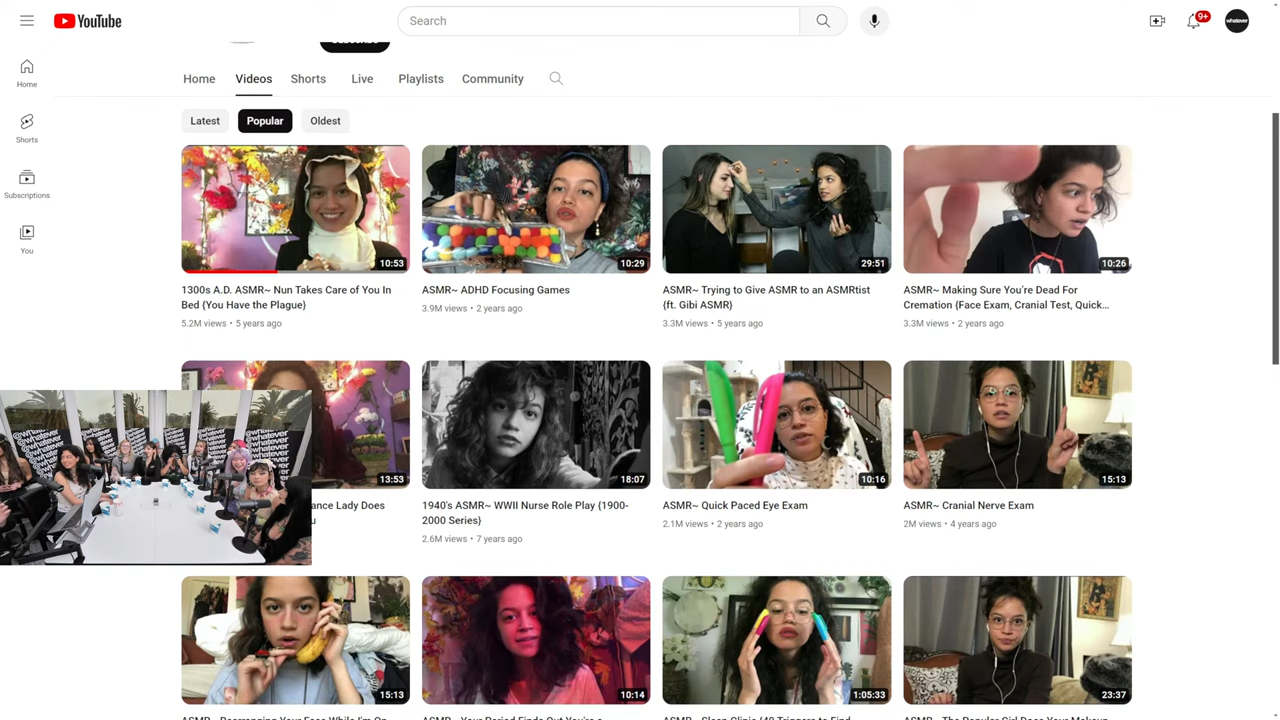 YouTube
Search
9+
whatever
Home
Shorts
Subscriptions
You
Home Videos Shorts Live Playlists Community
Latest Popular Oldest
10:53
10:29
29:51
10:26
1300s A.D. ASMR~ Nun Takes Care of You In
Bed {You Have the Plague}
5.2M views • 5 years ago
ASMR~ ADHD Focusing Games
3.9M views • 2 years ago
ASMR~ Trying to Give ASMR to an ASMRtist
{ft. Gibi ASMR}
3.3M views • 5 years ago
ASMR~ Making Sure You're Dead For
Cremation {Face Exam, Cranial Test, Quick...
3.3M views • 2 years ago
@whatever
13:53
18:07
10:16
15:13
ance Lady Does
u
1940's ASMR~ WWII Nurse Role Play {1900-
2000 Series}
2.6M views • 7 years ago
ASMR~ Quick Paced Eye Exam
2.1M views • 2 years ago
ASMR~ Cranial Nerve Exam
2M views • 4 years ago
15:13
10:14
1:05:33
23:37